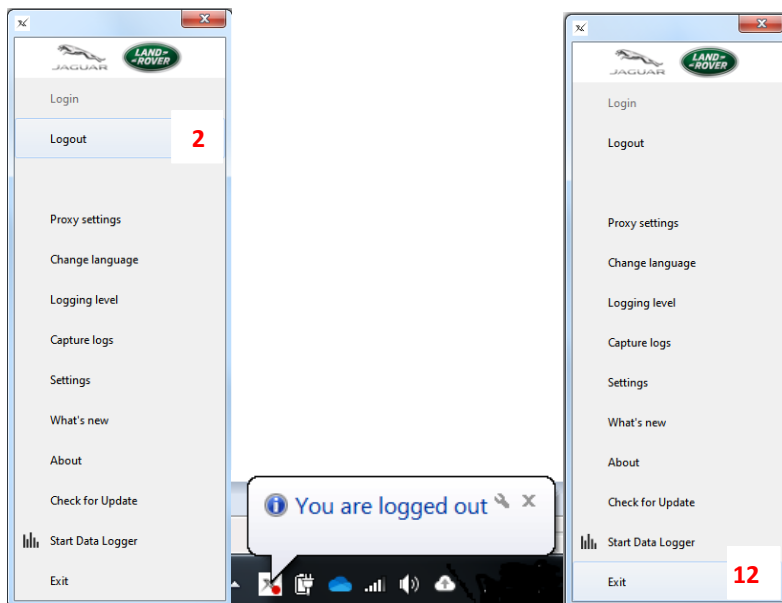 JAGUAR
LAND-
-ROVER
Login
Logout
2
Proxy settings
Change language
Logging level
Capture logs
Settings
What's new
About
Check for Update
Start Data Logger
Exit
You are logged out
JAGUAR
LAND-
-ROVER
Login
Logout
Proxy settings
Change language
Logging level
Capture logs
Settings
What's new
About
Check for Update
Start Data Logger
Exit
12